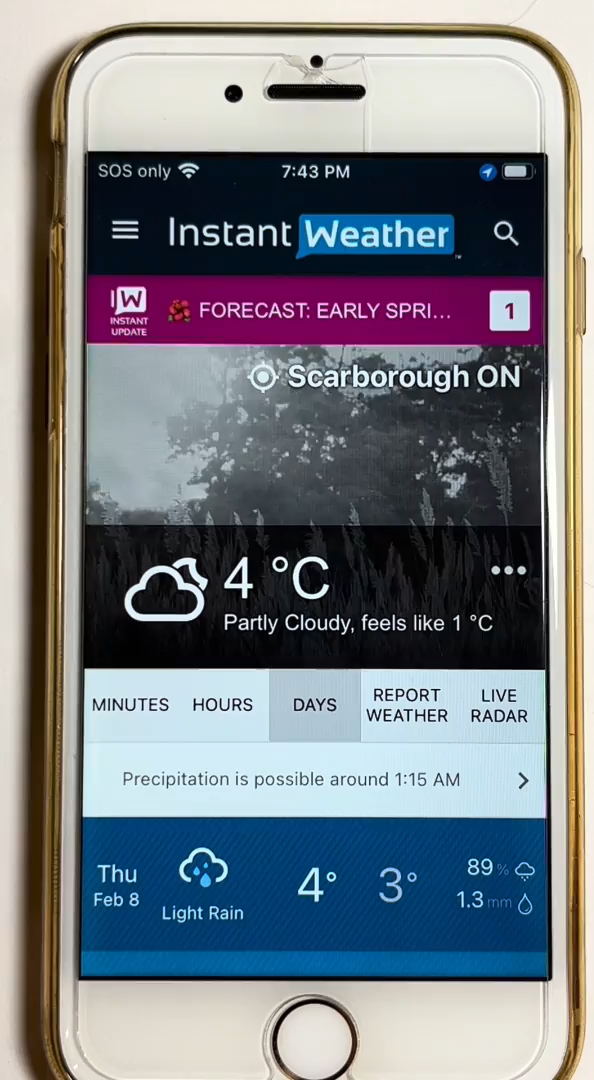 SOS only 7:43 PM
Instant Weather ™
INSTANT UPDATE
FORECAST: EARLY SPRI... 1
Scarborough ON
4 °C
Partly Cloudy, feels like 1 °C
MINUTES HOURS DAYS REPORT WEATHER LIVE RADAR
Precipitation is possible around 1:15 AM
Thu
Feb 8
Light Rain
4° 3°
89 %
1.3 mm